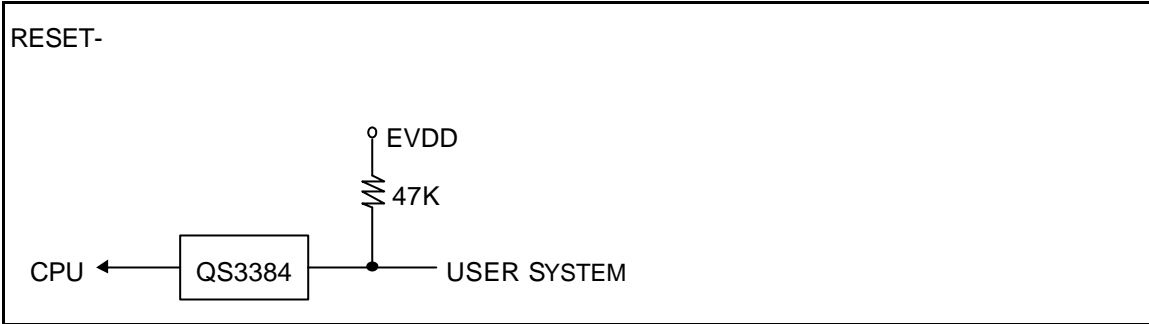 RESET-
EVDD
47K
CPU QS3384 USER SYSTEM